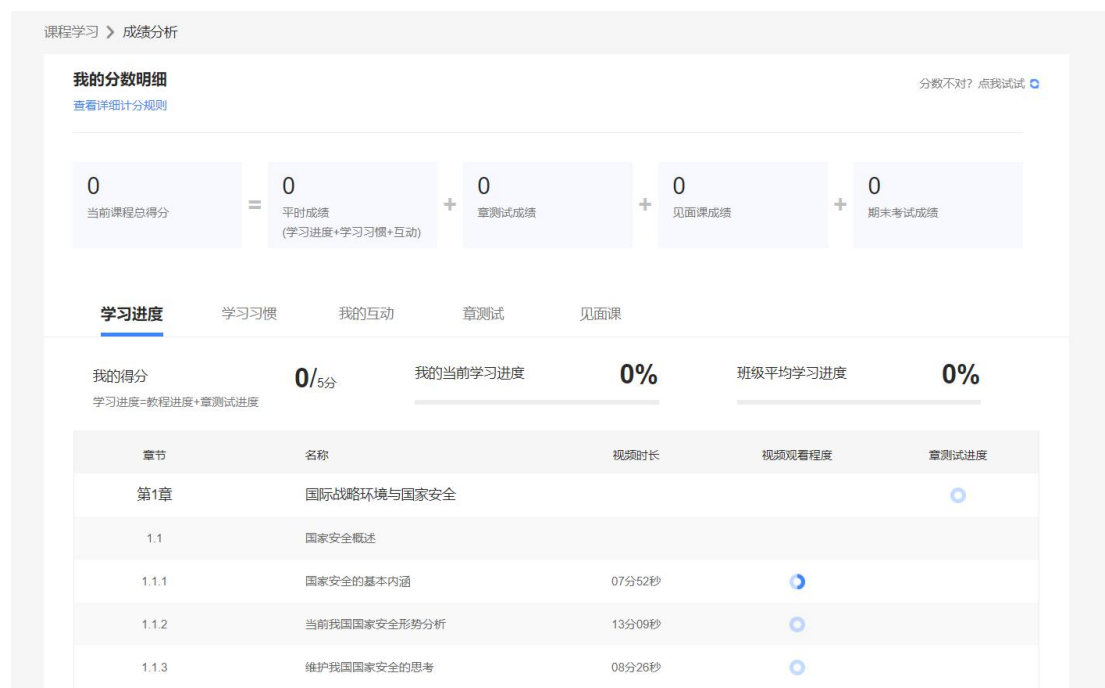 课程学习 > 成绩分析
我的分数明细
分数不对? 点我试试
查看详细计分规则
0 = 0 + 0 + 0 + 0
当前课程总得分 平时成绩 章测试成绩 见面课成绩 期末考试成绩
(学习进度+学习习惯+互动)
学习进度 学习习惯 我的互动 章测试 见面课
我的得分 0/5分 我的当前学习进度 0% 班级平均学习进度 0%
学习进度=教程进度+章测试进度
章节 名称 视频时长 视频观看程度 章测试进度
第1章 国际战略环境与国家安全
1.1 国家安全概述
1.1.1 国家安全的基本内涵 07分52秒
1.1.2 当前我国国家安全形势分析 13分09秒
1.1.3 维护我国国家安全的思考 08分26秒